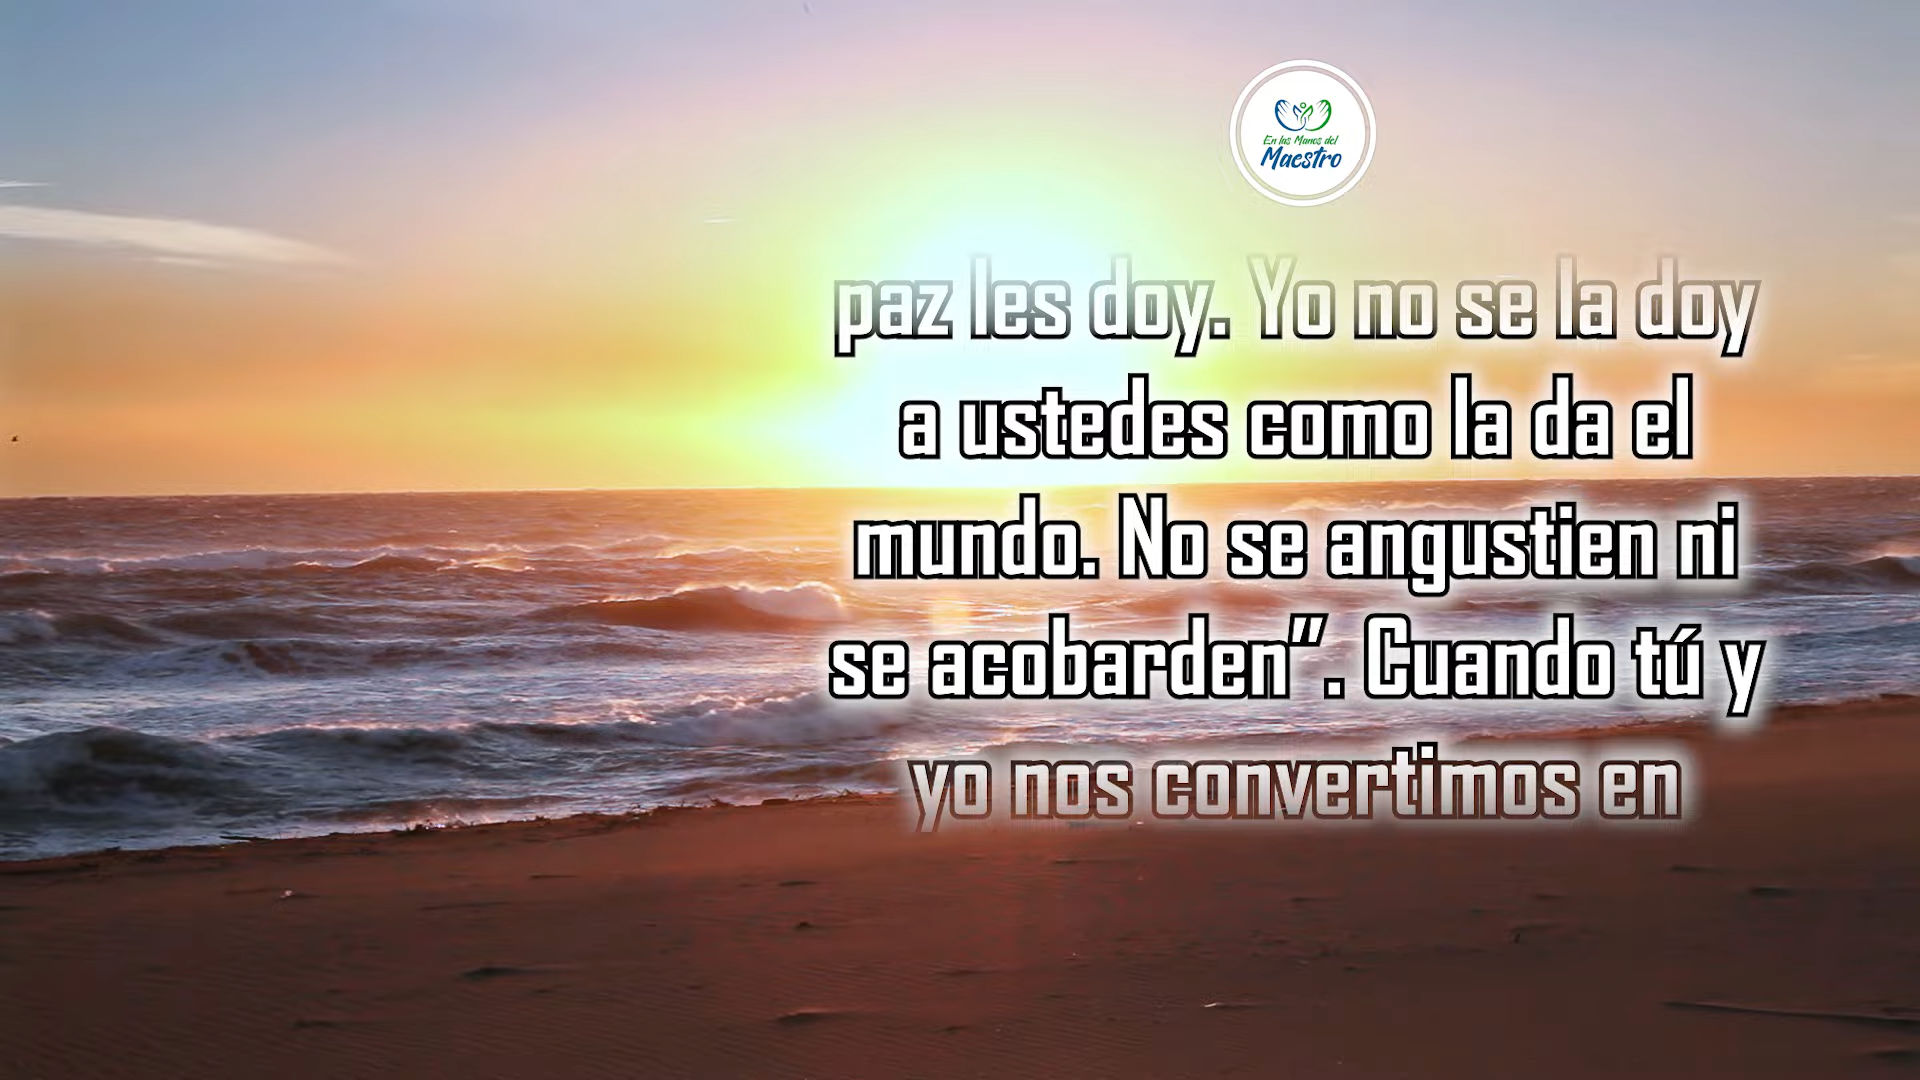 En las Manos del
Maestro
paz les doy. Yo no se la doy
a ustedes como la da el
mundo. No se angustien ni
se acobarden”. Cuando tú y
yo nos convertimos en